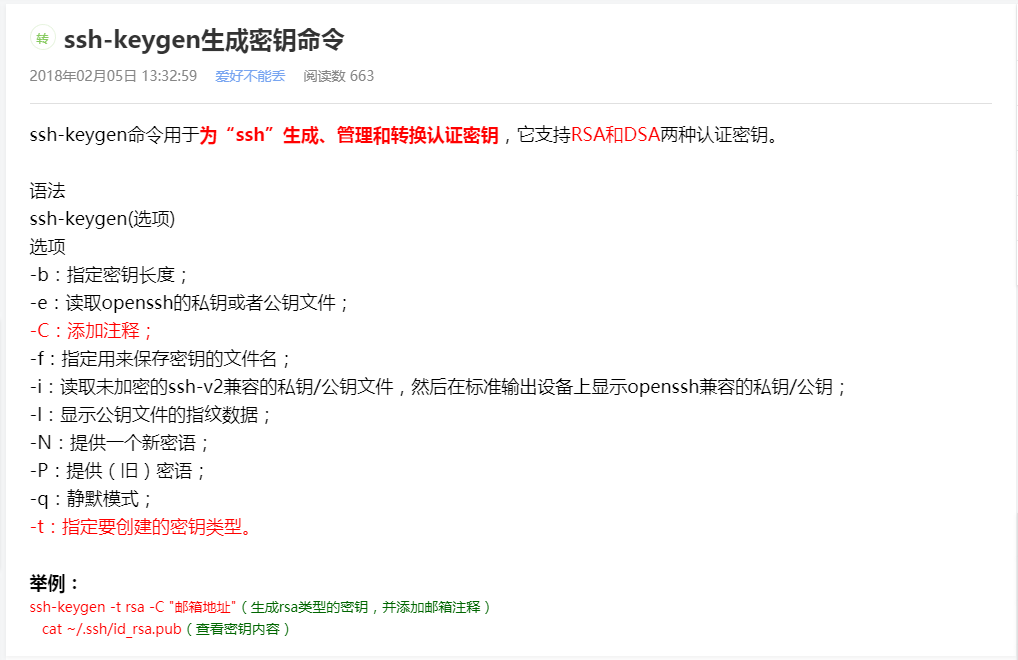 转 ssh-keygen生成密钥命令
2018年02月05日 13:32:59 爱好不能丢 阅读数 663
ssh-keygen命令用于为“ssh”生成、管理和转换认证密钥，它支持RSA和DSA两种认证密钥。
语法
ssh-keygen(选项)
选项
-b：指定密钥长度；
-e：读取openssh的私钥或者公钥文件；
-C：添加注释；
-f：指定用来保存密钥的文件名；
-i：读取未加密的ssh-v2兼容的私钥/公钥文件，然后在标准输出设备上显示openssh兼容的私钥/公钥；
-l：显示公钥文件的指纹数据；
-N：提供一个新密语；
-P：提供（旧）密语；
-q：静默模式；
-t：指定要创建的密钥类型。
举例：
ssh-keygen -t rsa -C "邮箱地址"（生成rsa类型的密钥，并添加邮箱注释）
cat ~/.ssh/id_rsa.pub（查看密钥内容）